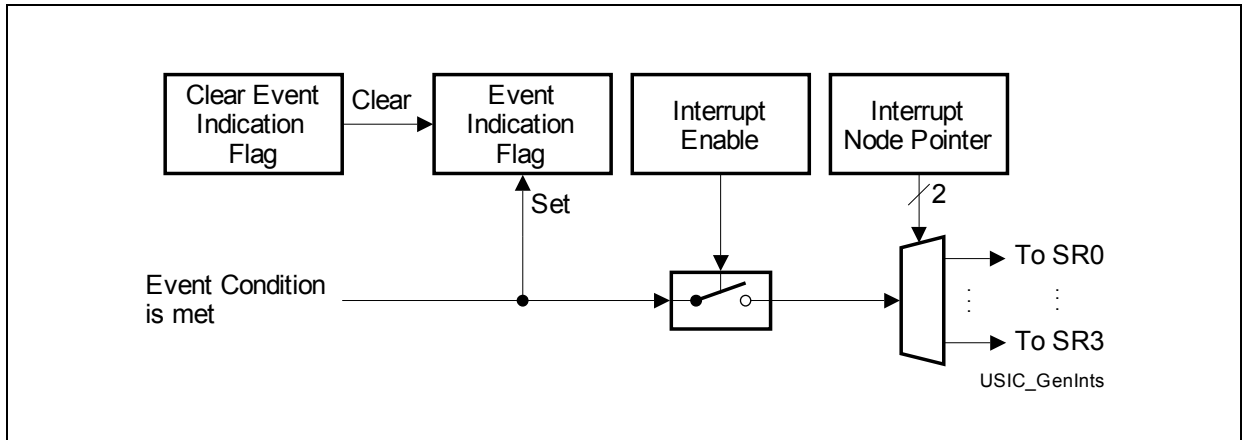 Clear Event
Indication
Flag
Clear
Event
Indication
Flag
Interrupt
Enable
Interrupt
Node Pointer
Set
2
Event Condition
is met
To SR0
To SR3
USIC_GenInts